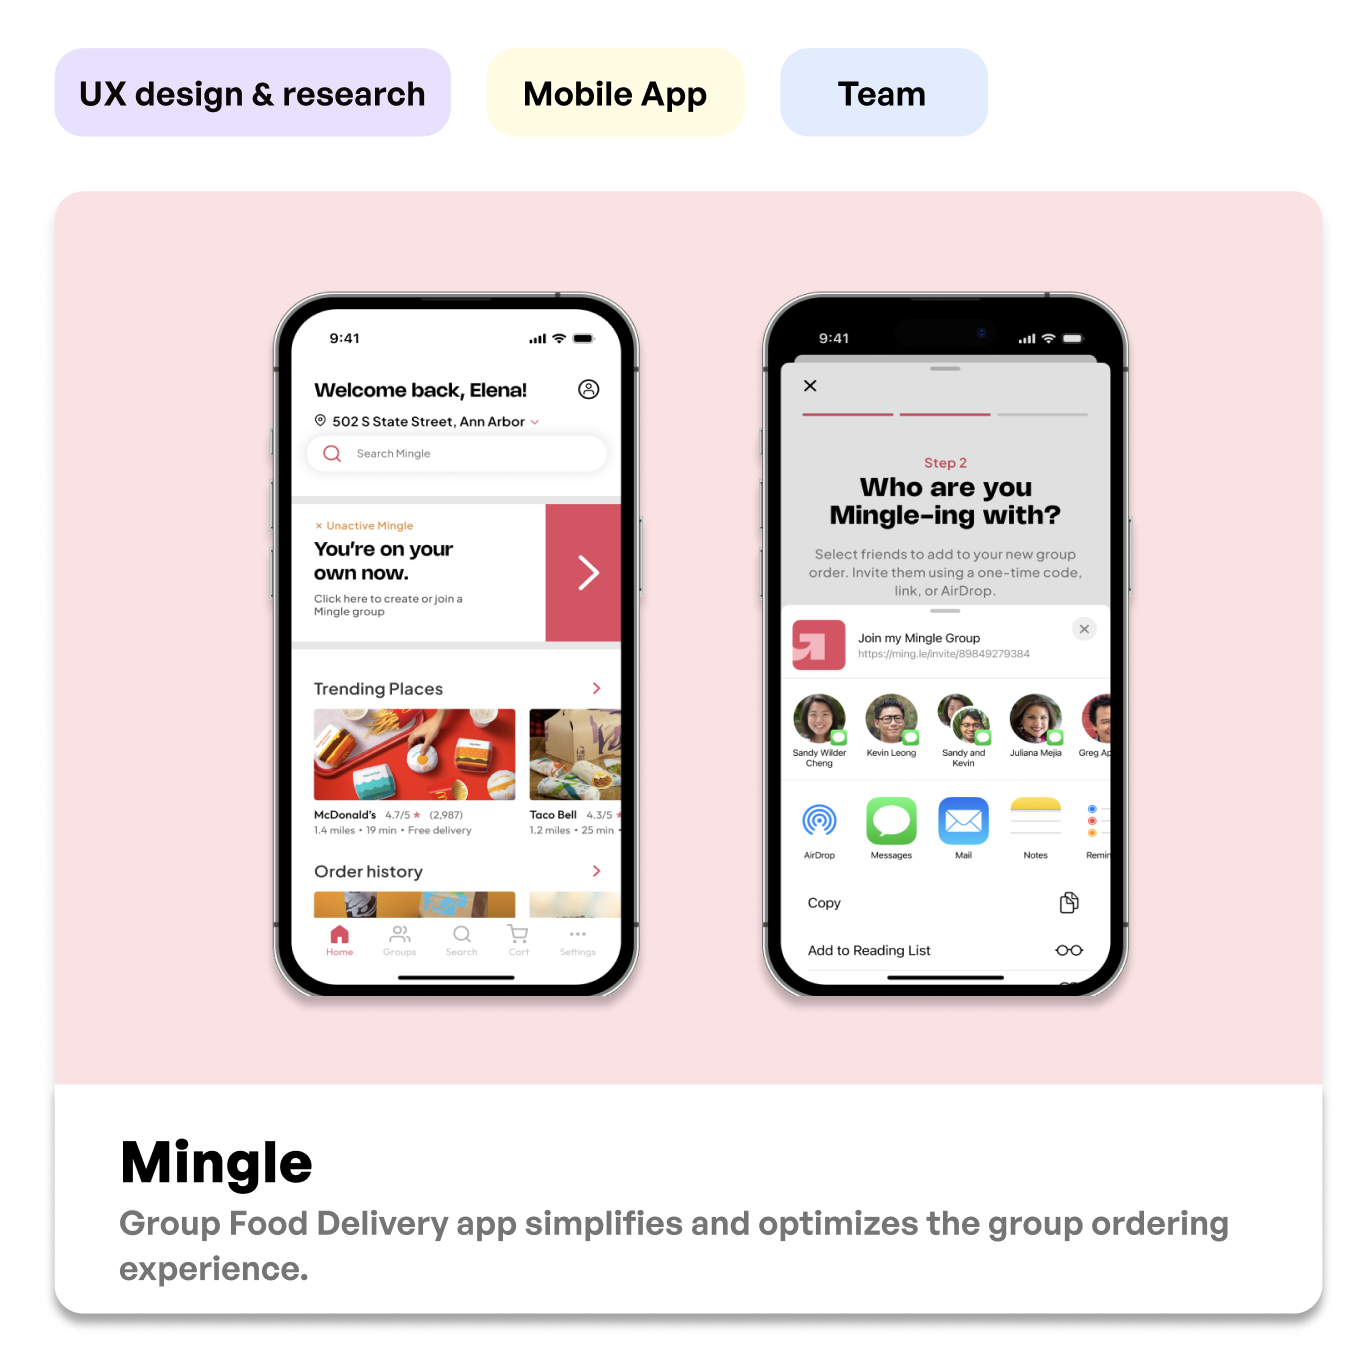 UX design & research
Mobile App
Team
9:41
Welcome back, Elena!
502 S State Street, Ann Arbor
Search Mingle
× Unactive Mingle
You're on your
own now.
Click here to create or join a
Mingle group
Trending Places
McDonald's 4.7/5 ★ (2,987)
1.4 miles • 19 min • Free delivery
Taco Bell 4.3/5
1.2 miles • 25 min •
Order history
Home
Groups
Search
Cart
Settings
9:41
Step 2
Who are you
Mingle-ing with?
Select friends to add to your new group
order. Invite them using a one-time code,
link, or AirDrop.
Join my Mingle Group
https://ming.le/invite/89849279384
Sandy Wilder
Cheng
Kevin Leong
Sandy and
Kevin
Juliana Mejia
Greg Ap
AirDrop
Messages
Mail
Notes
Remin
Copy
Add to Reading List
Mingle
Group Food Delivery app simplifies and optimizes the group ordering
experience.